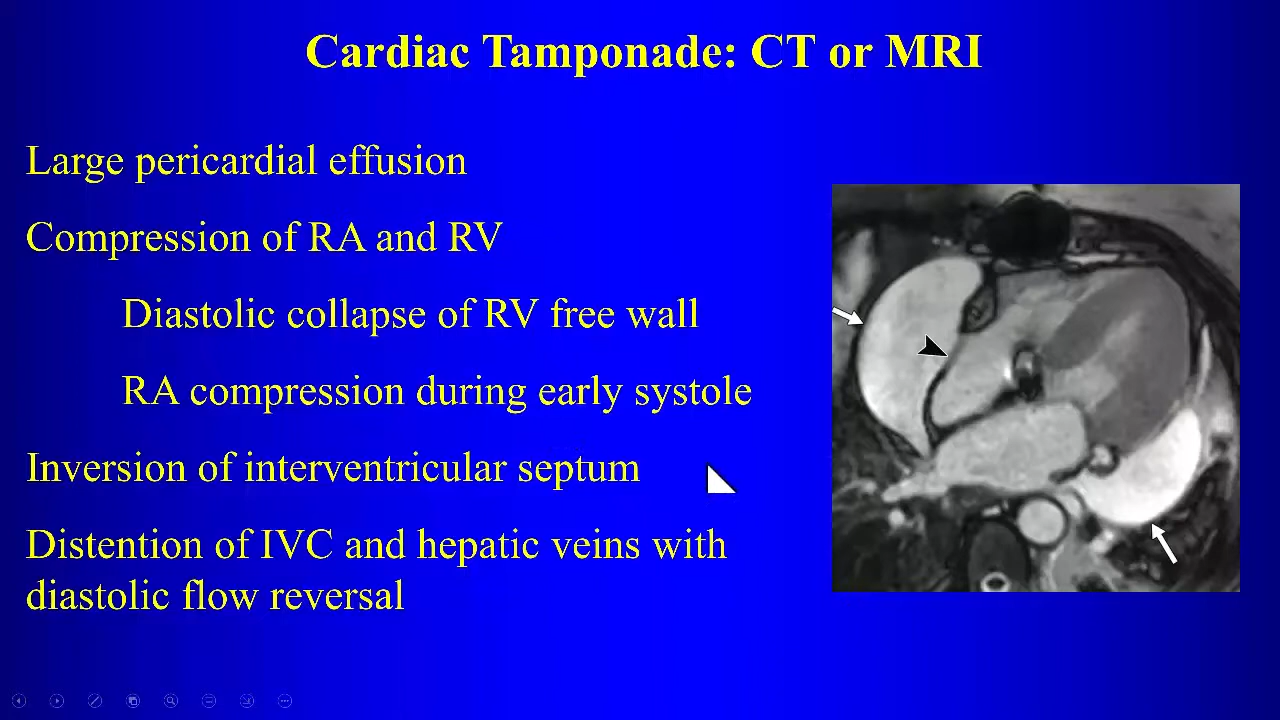 Cardiac Tamponade: CT or MRI
Large pericardial effusion
Compression of RA and RV
Diastolic collapse of RV free wall
RA compression during early systole
Inversion of interventricular septum
Distention of IVC and hepatic veins with
diastolic flow reversal